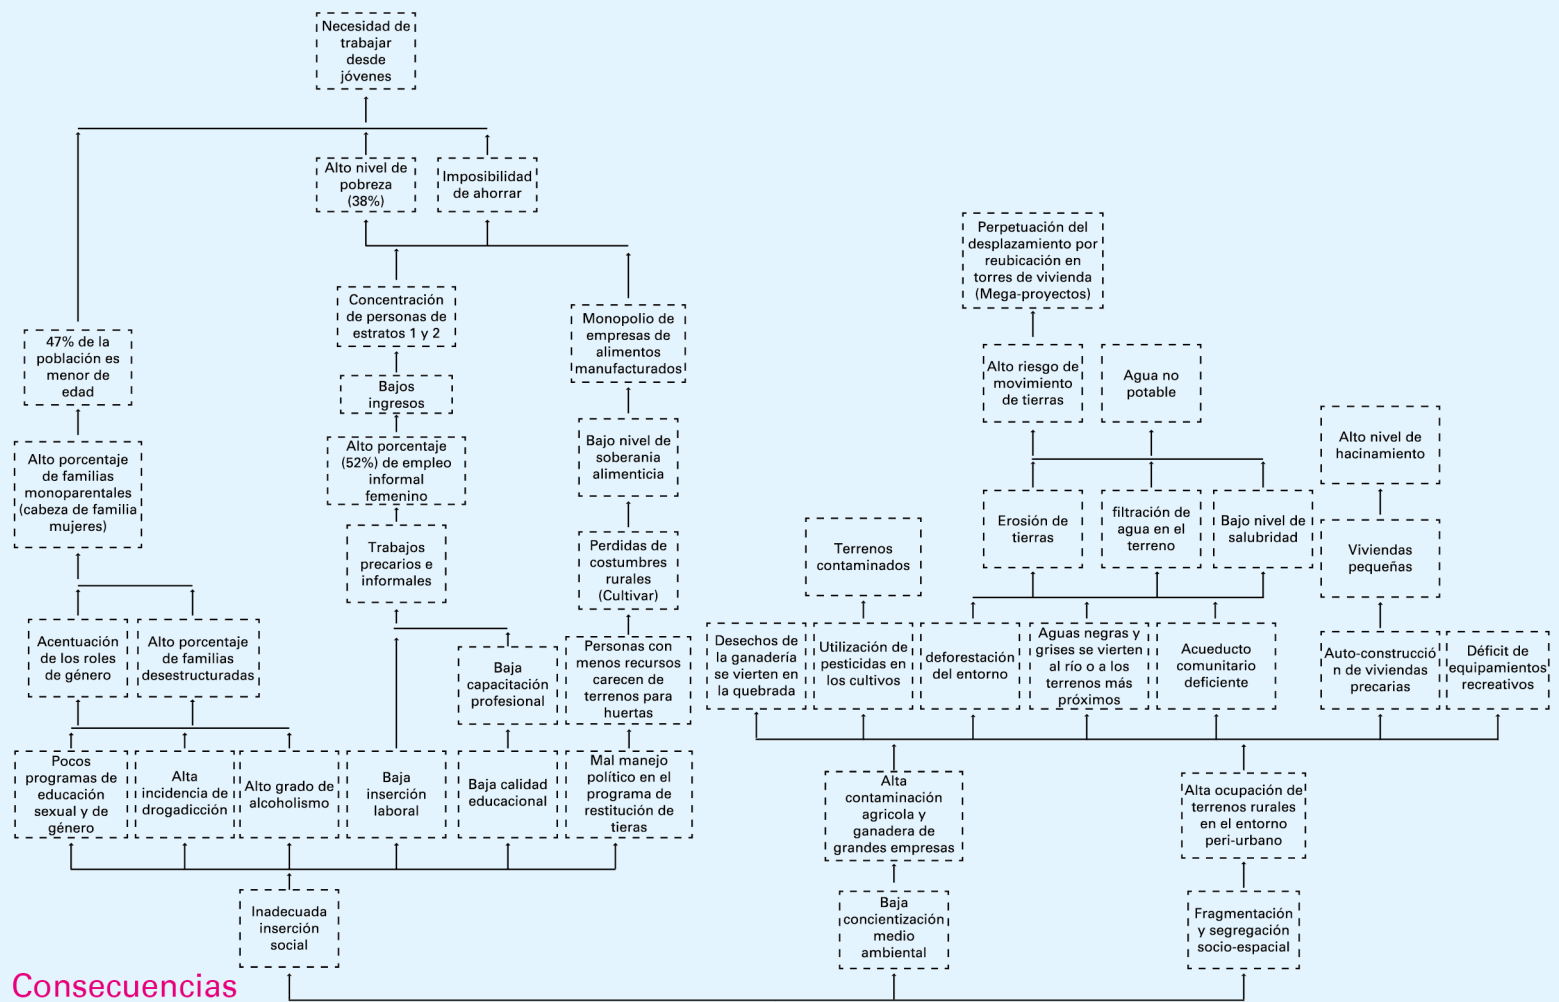 Necesidad de
trabajar
desde
jóvenes
Alto nivel de
pobreza
(38%)
Imposibilidad
de ahorrar
Perpetuación del
desplazamiento por
reubicación en
torres de vivienda
(Mega-proyectos)
Concentración
de personas de
estratos 1 y 2
Monopolio de
empresas de
alimentos
manufacturados
47% de la
población es
menor de
edad
Alto riesgo de
movimiento
de tierras
Agua no
potable
Bajos
ingresos
Alto nivel de
hacinamiento
Bajo nivel de
soberania
alimenticia
Alto porcentaje
(52%) de empleo
informal
femenino
Alto porcentaje
de familias
monoparentales
(cabeza de familia
mujeres)
Erosión de
tierras
filtración de
agua en el
terreno
Bajo nivel de
salubridad
Terrenos
contaminados
Viviendas
pequeñas
Trabajos
precarios e
informales
Perdidas de
costumbres
rurales
(Cultivar)
Acentuación
de los roles
de género
Alto porcentaje
de familias
desestructuradas
Baja
capacitación
profesional
Personas con
menos recursos
carecen de
terrenos para
huertas
Desechos de
la ganadería
se vierten en
la quebrada
Utilización de
pesticidas en
los cultivos
deforestación
del entorno
Aguas negras y
grises se vierten
al río o a los
terrenos más
próximos
Acueducto
comunitario
deficiente
Auto-construcció
n de viviendas
precarias
Déficit de
equipamientos
recreativos
Pocos
programas de
educación
sexual y de
género
Alta
incidencia de
drogadicción
Alto grado de
alcoholismo
Baja
inserción
laboral
Baja calidad
educacional
Mal manejo
político en el
programa de
restitución de
tieras
Alta
contaminación
agricola y
ganadera de
grandes empresas
Alta ocupación de
terrenos rurales
en el entorno
peri-urbano
Inadecuada
inserción
social
Baja
concientización
medio
ambiental
Fragmentación
y segregación
socio-espacial
Consecuencias